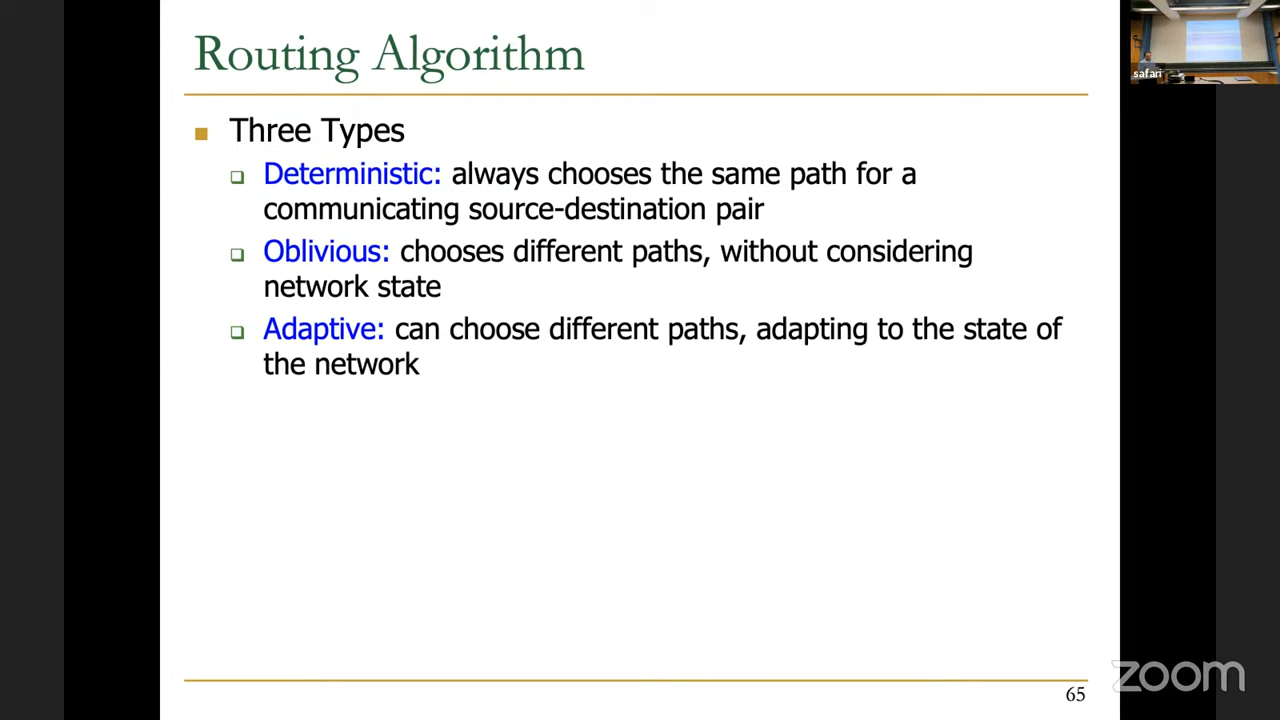 Routing Algorithm
Three Types
Deterministic: always chooses the same path for a
communicating source-destination pair
Oblivious: chooses different paths, without considering
network state
Adaptive: can choose different paths, adapting to the state of
the network
65
safari
zoom